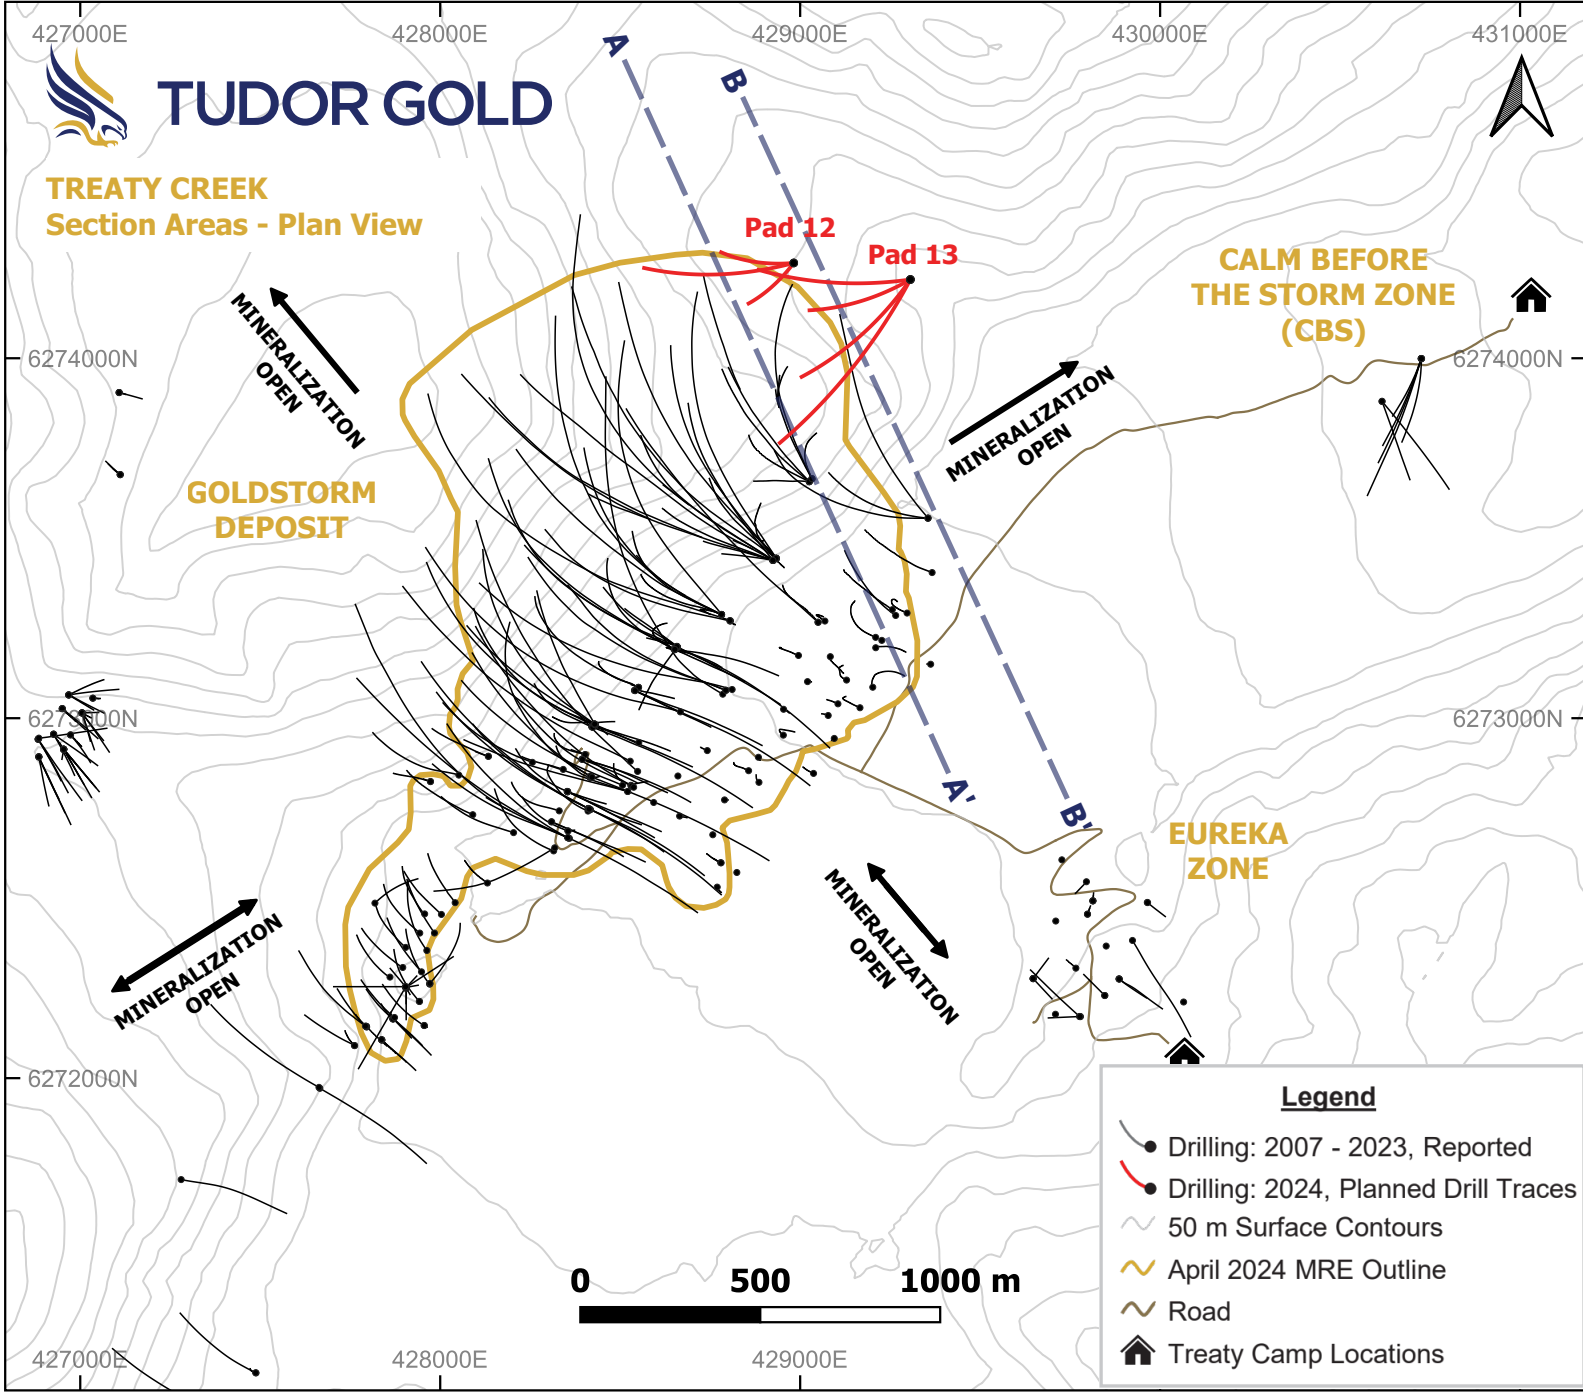 427000E
428000E
429000E
430000E
431000E
A
B
TUDOR GOLD
TREATY CREEK
Section Areas - Plan View
Pad 12
Pad 13
CALM BEFORE
THE STORM ZONE
(CBS)
MINERALIZATION
OPEN
6274000N
6274000N
MINERALIZATION
OPEN
GOLDSTORM
DEPOSIT
6273000N
6273000N
A'
B'
EUREKA
ZONE
MINERALIZATION
OPEN
MINERALIZATION
OPEN
6272000N
Legend
Drilling: 2007 - 2023, Reported
Drilling: 2024, Planned Drill Traces
50 m Surface Contours
April 2024 MRE Outline
Road
Treaty Camp Locations
0
500
1000 m
427000E
428000E
429000E